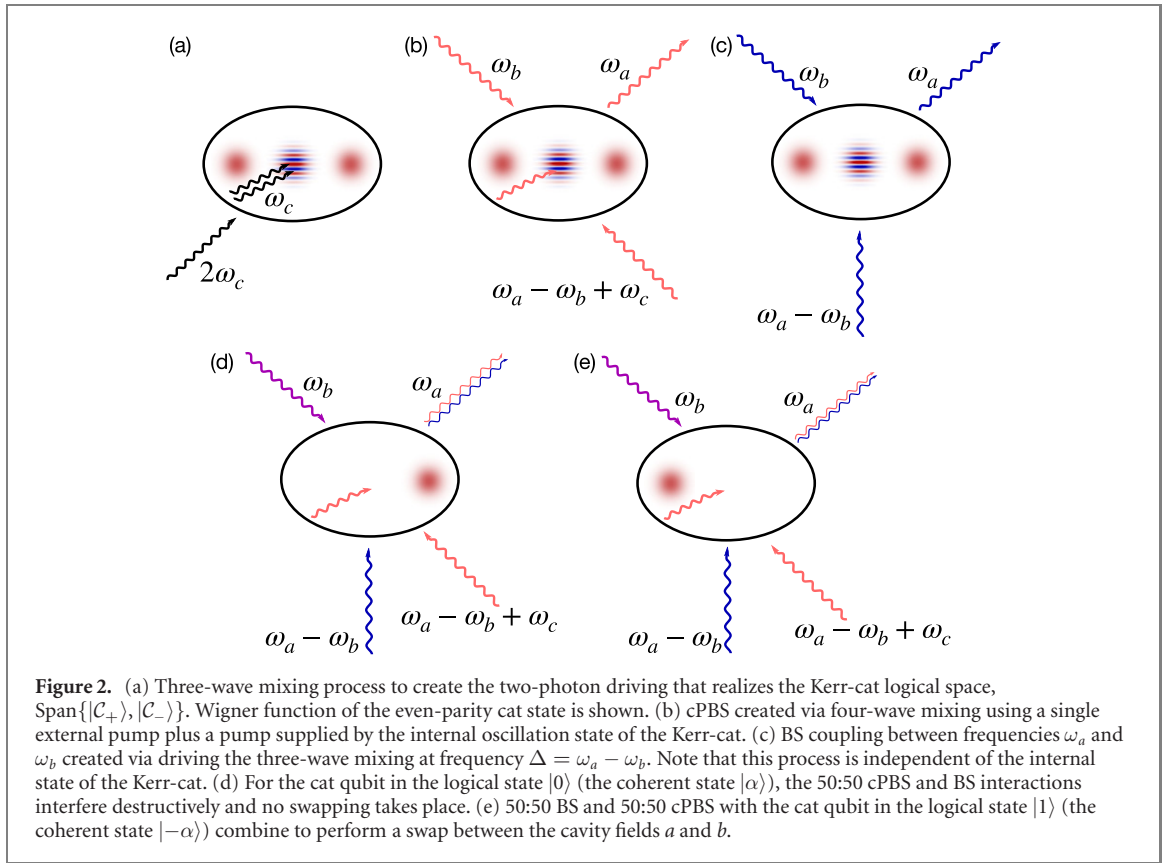 (a)
ω_c
2ω_c
(b)
ω_b
ω_a
ω_a − ω_b + ω_c
(c)
ω_b
ω_a
ω_a − ω_b
(d)
ω_b
ω_a
ω_a − ω_b
ω_a − ω_b + ω_c
(e)
ω_b
ω_a
ω_a − ω_b
ω_a − ω_b + ω_c
Figure 2. (a) Three-wave mixing process to create the two-photon driving that realizes the Kerr-cat logical space,
Span{|𝒞₊⟩, |𝒞₋⟩}. Wigner function of the even-parity cat state is shown. (b) cPBS created via four-wave mixing using a single
external pump plus a pump supplied by the internal oscillation state of the Kerr-cat. (c) BS coupling between frequencies ω_a and
ω_b created via driving the three-wave mixing at frequency Δ = ω_a − ω_b. Note that this process is independent of the internal
state of the Kerr-cat. (d) For the cat qubit in the logical state |0⟩ (the coherent state |α⟩), the 50:50 cPBS and BS interactions
interfere destructively and no swapping takes place. (e) 50:50 BS and 50:50 cPBS with the cat qubit in the logical state |1⟩ (the
coherent state |−α⟩) combine to perform a swap between the cavity fields a and b.